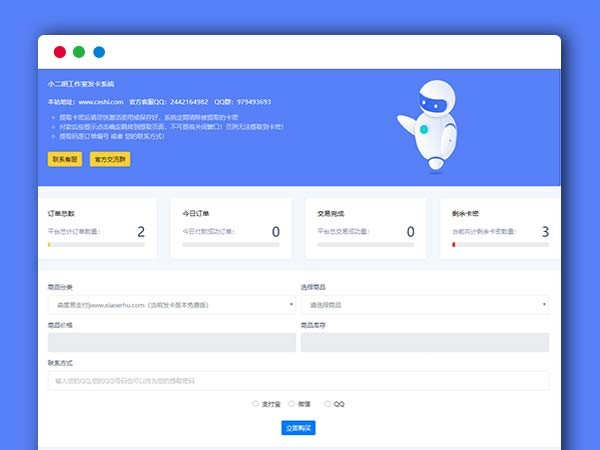 小二胡工作室发卡系统
本站地址：www.ceshi.com 官方客服QQ：2442164982 QQ群：979493693
提取卡密后请尽快激活使用或保存好，系统定期清除被提取的卡密
付款后按提示点击确定跳转到提取页面，不可提前关闭窗口！否则无法提取到卡密！
提取码是订单编号 或者 您的联系方式！
联系客服 官方交流群
订单总数 今日订单 交易完成 剩余卡密
平台总计订单数量： 2 今日付款成功订单： 0 平台总交易成功量： 0 当前共计剩余卡密数量： 3
商品分类 选择商品
森度易支付|www.xiaoerhu.com（当前发卡版本免费版） 请选择商品
商品价格 商品库存
联系方式
输入您的QQ,您的QQ号码也可以作为您的提取密码
支付宝 微信 QQ
立即购买